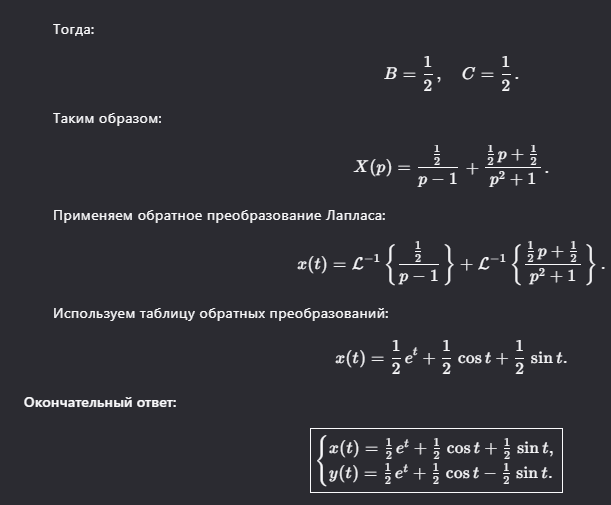 Тогда:
B = \frac{1}{2}, \quad C = \frac{1}{2}.
Таким образом:
X(p) = \frac{\frac{1}{2}}{p-1} + \frac{\frac{1}{2}p + \frac{1}{2}}{p^2+1}.
Применяем обратное преобразование Лапласа:
x(t) = \mathcal{L}^{-1}\left\{\frac{\frac{1}{2}}{p-1}\right\} + \mathcal{L}^{-1}\left\{\frac{\frac{1}{2}p + \frac{1}{2}}{p^2+1}\right\}.
Используем таблицу обратных преобразований:
x(t) = \frac{1}{2}e^t + \frac{1}{2}\cos t + \frac{1}{2}\sin t.
Окончательный ответ:
\begin{cases} x(t) = \frac{1}{2}e^t + \frac{1}{2}\cos t + \frac{1}{2}\sin t, \\
y(t) = \frac{1}{2}e^t + \frac{1}{2}\cos t - \frac{1}{2}\sin t. \end{cases}